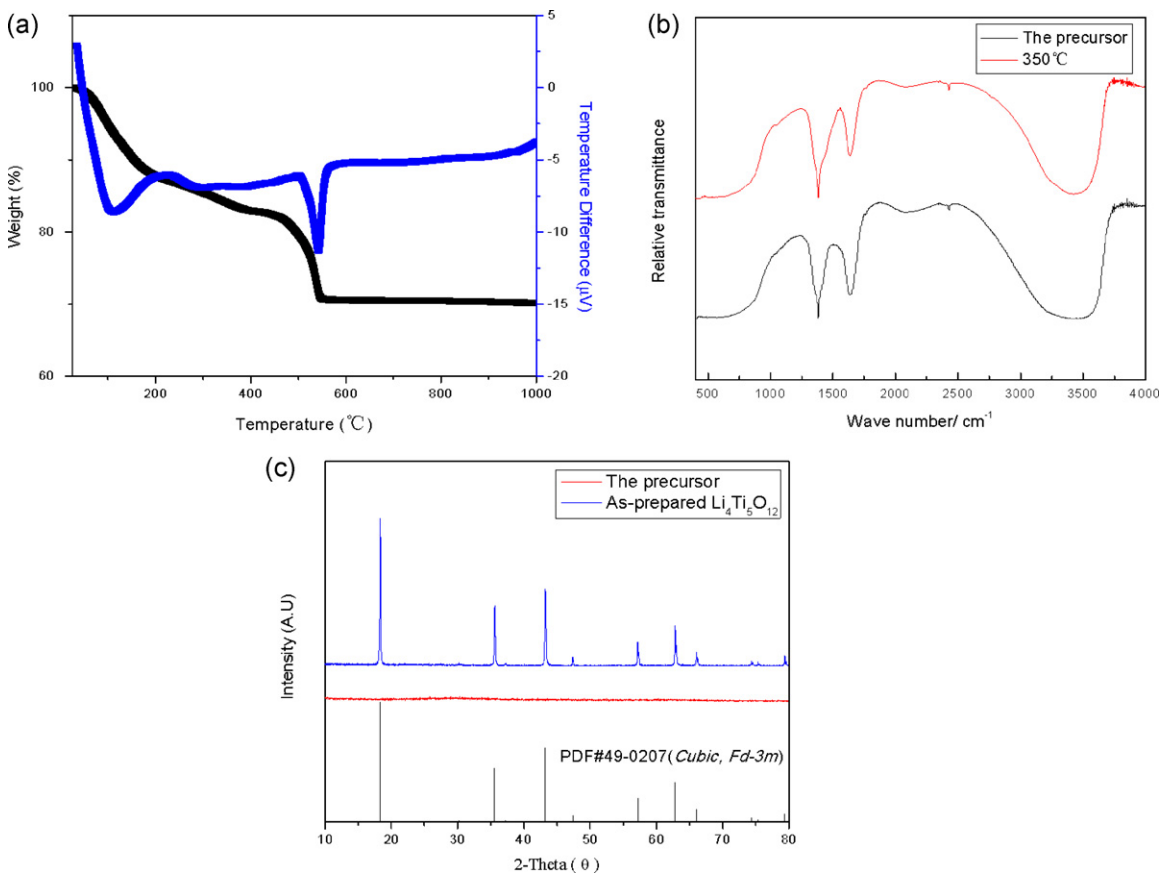 (a)
110
100
90
80
70
60
Weight (%)
200
400
600
800
1000
Temperature (℃)
5
0
-5
-10
-15
-20
Temperature Difference (μV)
(b)
The precursor
350℃
Relative transmittance
500
1000
1500
2000
2500
3000
3500
4000
Wave number/ cm⁻¹
(c)
The precursor
As-prepared Li₄Ti₅O₁₂
Intensity (A.U)
PDF#49-0207(Cubic, Fd-3m)
10
20
30
40
50
60
70
80
2-Theta ( θ )